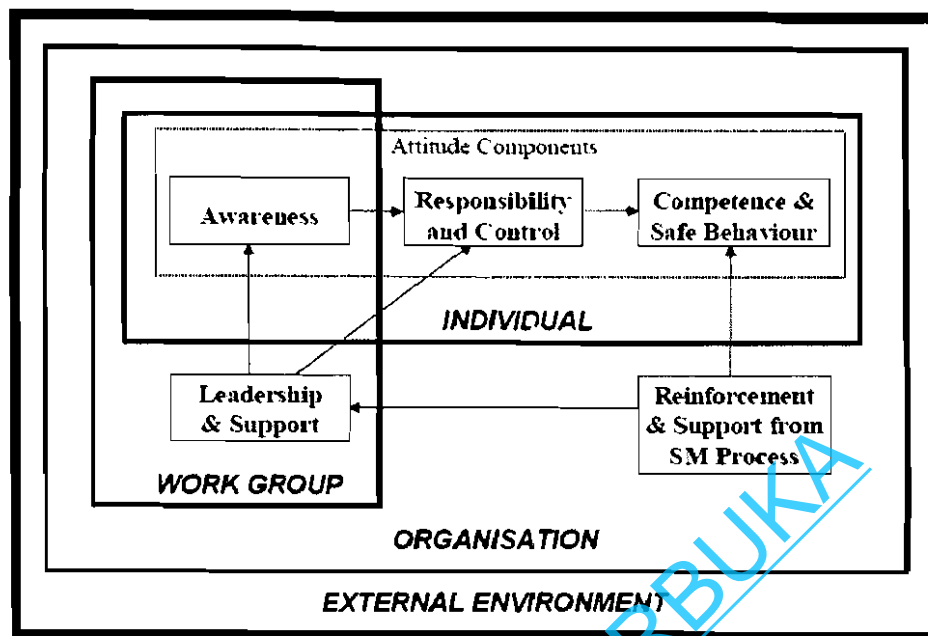 Attitude Components
Awareness
Responsibility
and Control
Competence &
Safe Behaviour
INDIVIDUAL
Leadership
& Support
Reinforcement
& Support from
SM Process
WORK GROUP
ORGANISATION
EXTERNAL ENVIRONMENT
RBUKA